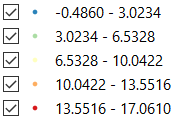 -0.4860 - 3.0234
3.0234 - 6.5328
6.5328 - 10.0422
10.0422 - 13.5516
13.5516 - 17.0610